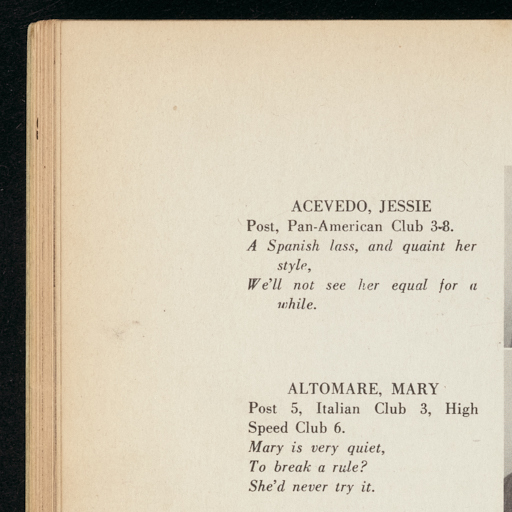 ACEVEDO, JESSIE
Post, Pan-American Club 3-8.
A Spanish lass, and quaint her
style,
We'll not see her equal for a
while.
ALTOMARE, MARY
Post 5, Italian Club 3, High
Speed Club 6.
Mary is very quiet,
To break a rule?
She'd never try it.